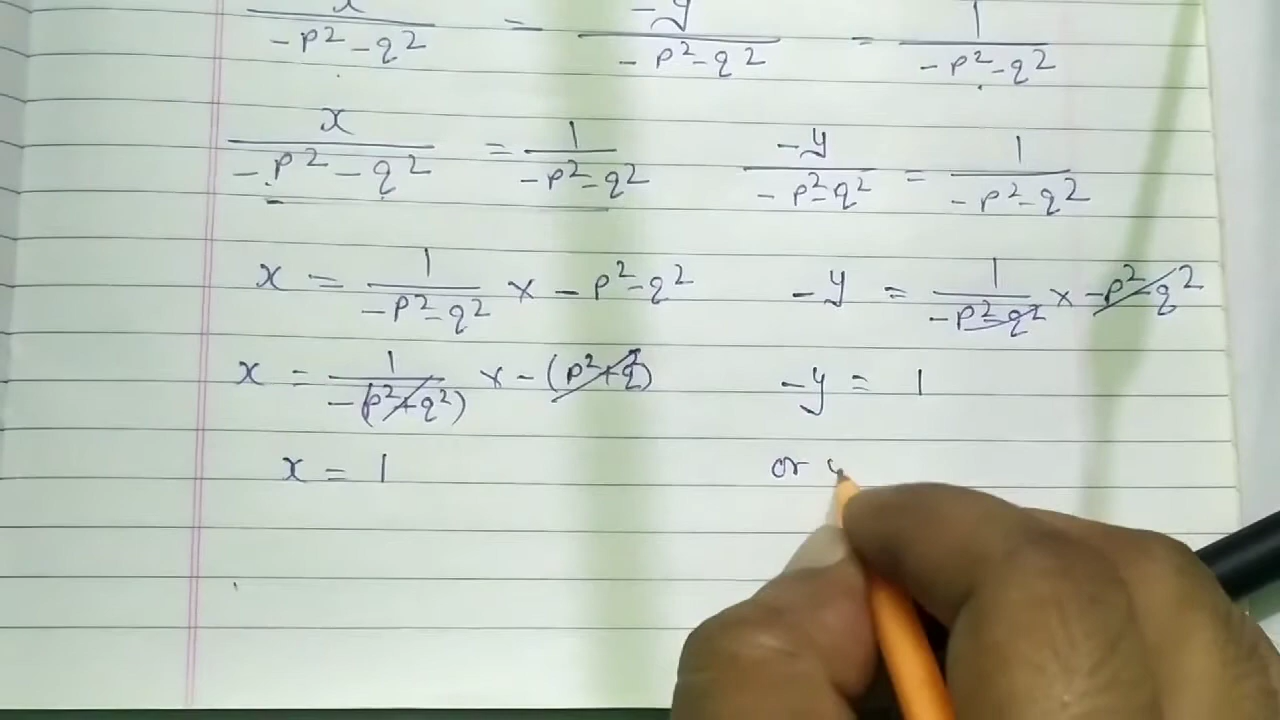 x/(-p²-q²) = -y/(-p²-q²) = 1/(-p²-q²)
x/(-p²-q²) = 1/(-p²-q²) -y/(-p²-q²) = 1/(-p²-q²)
x = 1/(-p²-q²) × -p²-q² -y = 1/(-p²-q²) × -p²-q²
x = 1/(-(p²+q²)) × -(p²+q²) -y = 1
x = 1 or